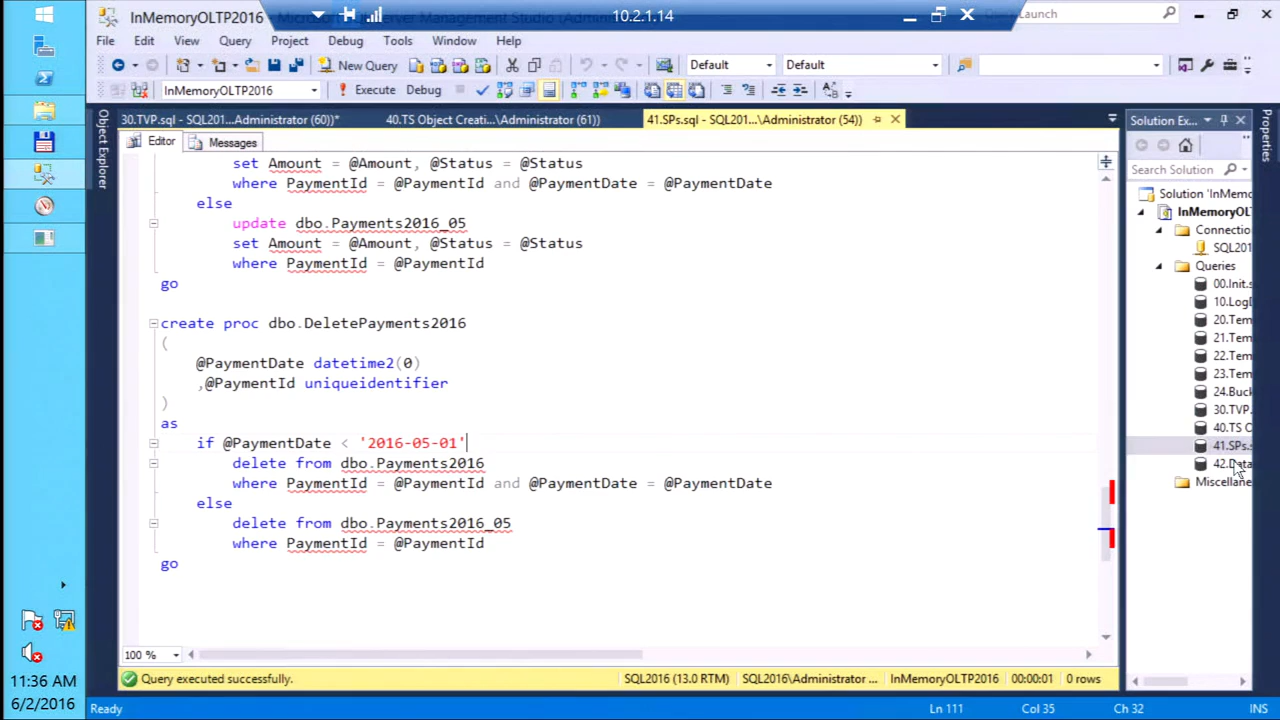 InMemoryOLTP2016 - Microsoft SQL Server Management Studio (Administrator)
10.2.1.14
Quick Launch
File Edit View Query Project Debug Tools Window Help
New Query
Default
Default
InMemoryOLTP2016
Execute
Debug
30.TVP.sql - SQL201...Administrator (60))*
40.TS Object Creati...\Administrator (61))
41.SPs.sql - SQL201...\Administrator (54))
Editor
Messages
Object Explorer
set Amount = @Amount, @Status = @Status
where PaymentId = @PaymentId and @PaymentDate = @PaymentDate
else
update dbo.Payments2016_05
set Amount = @Amount, @Status = @Status
where PaymentId = @PaymentId
go
create proc dbo.DeletePayments2016
(
@PaymentDate datetime2(0)
,@PaymentId uniqueidentifier
)
as
if @PaymentDate < '2016-05-01'
delete from dbo.Payments2016
where PaymentId = @PaymentId and @PaymentDate = @PaymentDate
else
delete from dbo.Payments2016_05
where PaymentId = @PaymentId
go
100 %
Query executed successfully.
SQL2016 (13.0 RTM)
SQL2016\Administrator ...
InMemoryOLTP2016
00:00:01
0 rows
Ready
Ln 111
Col 35
Ch 32
INS
Solution Ex...
Search Solution
Solution 'InMemo
InMemoryOL
Connectio
SQL201
Queries
00.Init.s
10.LogD
20.Tem
21.Tem
22.Tem
23.Tem
24.Buck
30.TVP.
40.TS O
41.SPs.s
42.Data
Miscellane
Properties
11:36 AM
6/2/2016